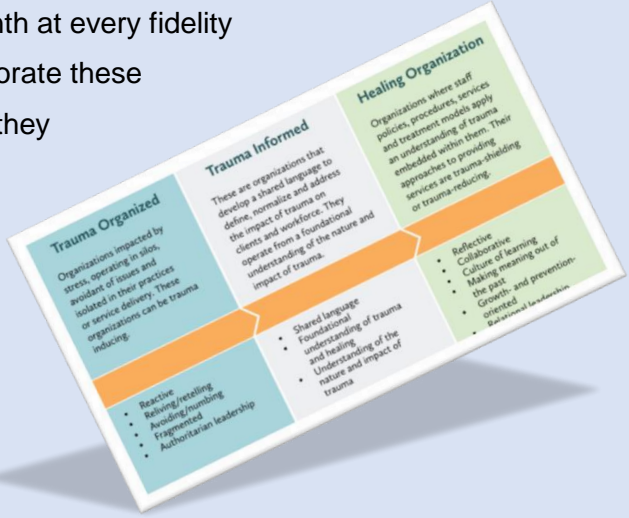 nth at every fidelity
orate these
they
Trauma Organized
Organizations impacted by
stress, operating in silos,
avoidant of issues and
isolated in their practices
or service delivery. These
organizations can be trauma
inducing.
• Reactive
• Reliving/retelling
• Avoiding/numbing
• Fragmented
• Authoritarian leadership
Trauma Informed
These are organizations that
develop a shared language to
define, normalize and address
the impact of trauma on
clients and workforce. They
operate from a foundational
understanding of the nature and
impact of trauma.
• Shared language
• Foundational
• understanding of trauma
and healing
• Understanding of the
nature and impact of
trauma
Healing Organization
Organizations where staff
policies, procedures, services
and treatment models apply
an understanding of trauma
embedded within them. Their
approaches to providing
services are trauma-shielding
or trauma-reducing.
• Reflective
• Collaborative
• Culture of learning
• Making meaning out of
the past
• Growth- and prevention-
oriented
• Relational leadership